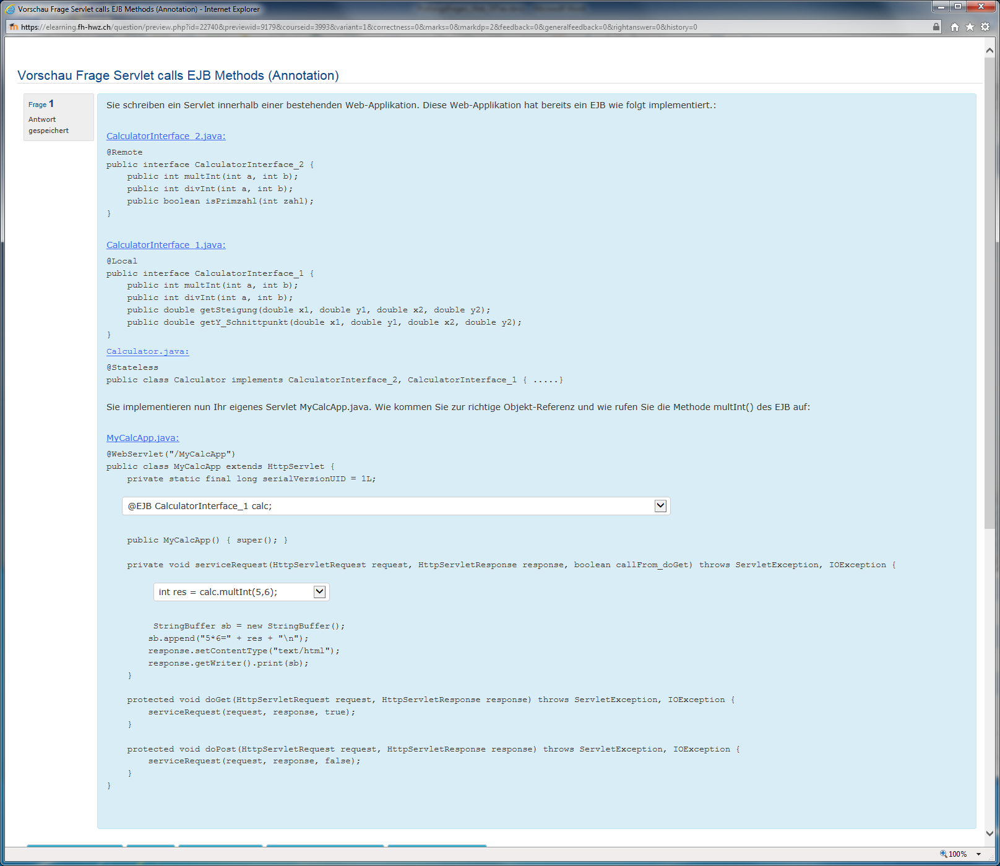 Vorschau Frage Servlet calls EJB Methods (Annotation) - Internet Explorer
https://elearning.fh-hwz.ch/question/preview.php?id=22740&previewid=9179&courseid=3993&variant=1&correctness=0&marks=0&markdp=2&feedback=0&generalfeedback=0&rightanswer=0&history=0
Vorschau Frage Servlet calls EJB Methods (Annotation)
Frage 1
Antwort
gespeichert
Sie schreiben ein Servlet innerhalb einer bestehenden Web-Applikation. Diese Web-Applikation hat bereits ein EJB wie folgt implementiert.:
CalculatorInterface_2.java:
@Remote
public interface CalculatorInterface_2 {
    public int multInt(int a, int b);
    public int divInt(int a, int b);
    public boolean isPrimzahl(int zahl);
}
CalculatorInterface_1.java:
@Local
public interface CalculatorInterface_1 {
    public int multInt(int a, int b);
    public int divInt(int a, int b);
    public double getSteigung(double x1, double y1, double x2, double y2);
    public double getY_Schnittpunkt(double x1, double y1, double x2, double y2);
}
Calculator.java:
@Stateless
public class Calculator implements CalculatorInterface_2, CalculatorInterface_1 { .....}
Sie implementieren nun Ihr eigenes Servlet MyCalcApp.java. Wie kommen Sie zur richtige Objekt-Referenz und wie rufen Sie die Methode multInt() des EJB auf:
MyCalcApp.java:
@WebServlet("/MyCalcApp")
public class MyCalcApp extends HttpServlet {
    private static final long serialVersionUID = 1L;
@EJB CalculatorInterface_1 calc;
    public MyCalcApp() { super(); }
    private void serviceRequest(HttpServletRequest request, HttpServletResponse response, boolean callFrom_doGet) throws ServletException, IOException {
int res = calc.multInt(5,6);
         StringBuffer sb = new StringBuffer();
        sb.append("5*6=" + res + "\n");
        response.setContentType("text/html");
        response.getWriter().print(sb);
    }
    protected void doGet(HttpServletRequest request, HttpServletResponse response) throws ServletException, IOException {
        serviceRequest(request, response, true);
    }
    protected void doPost(HttpServletRequest request, HttpServletResponse response) throws ServletException, IOException {
        serviceRequest(request, response, false);
    }
}
100%